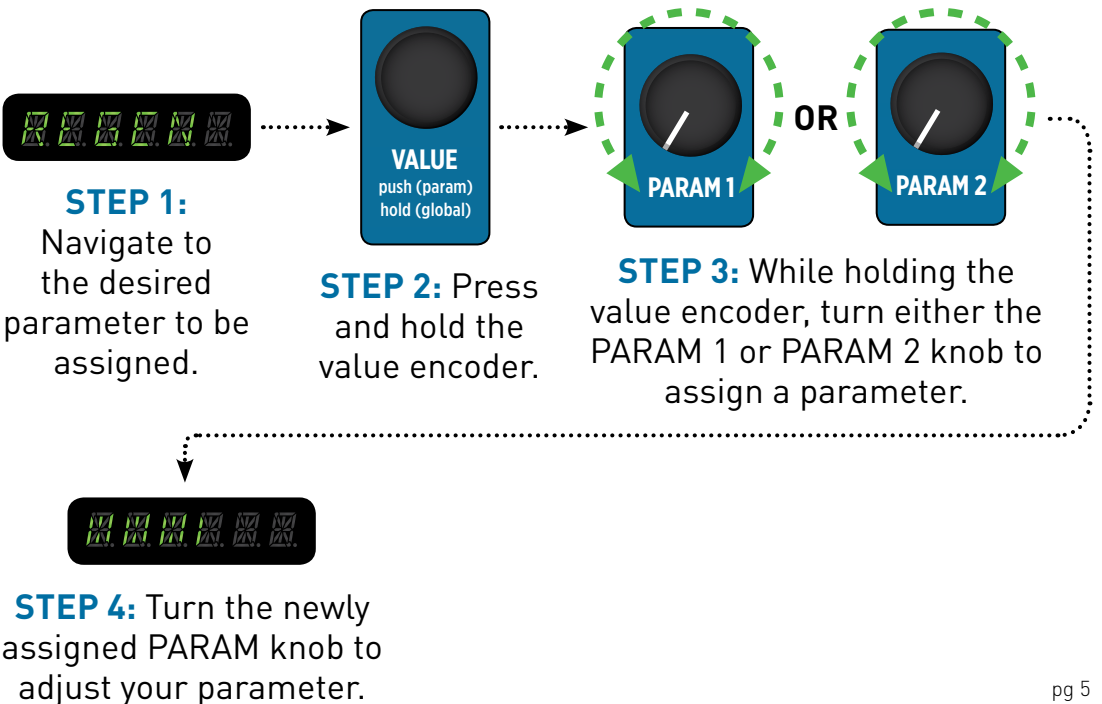 REGEN
STEP 1:
Navigate to
the desired
parameter to be
assigned.
VALUE
push (param)
hold (global)
STEP 2: Press
and hold the
value encoder.
PARAM 1
OR
PARAM 2
STEP 3: While holding the
value encoder, turn either the
PARAM 1 or PARAM 2 knob to
assign a parameter.
STEP 4: Turn the newly
assigned PARAM knob to
adjust your parameter.
pg 5